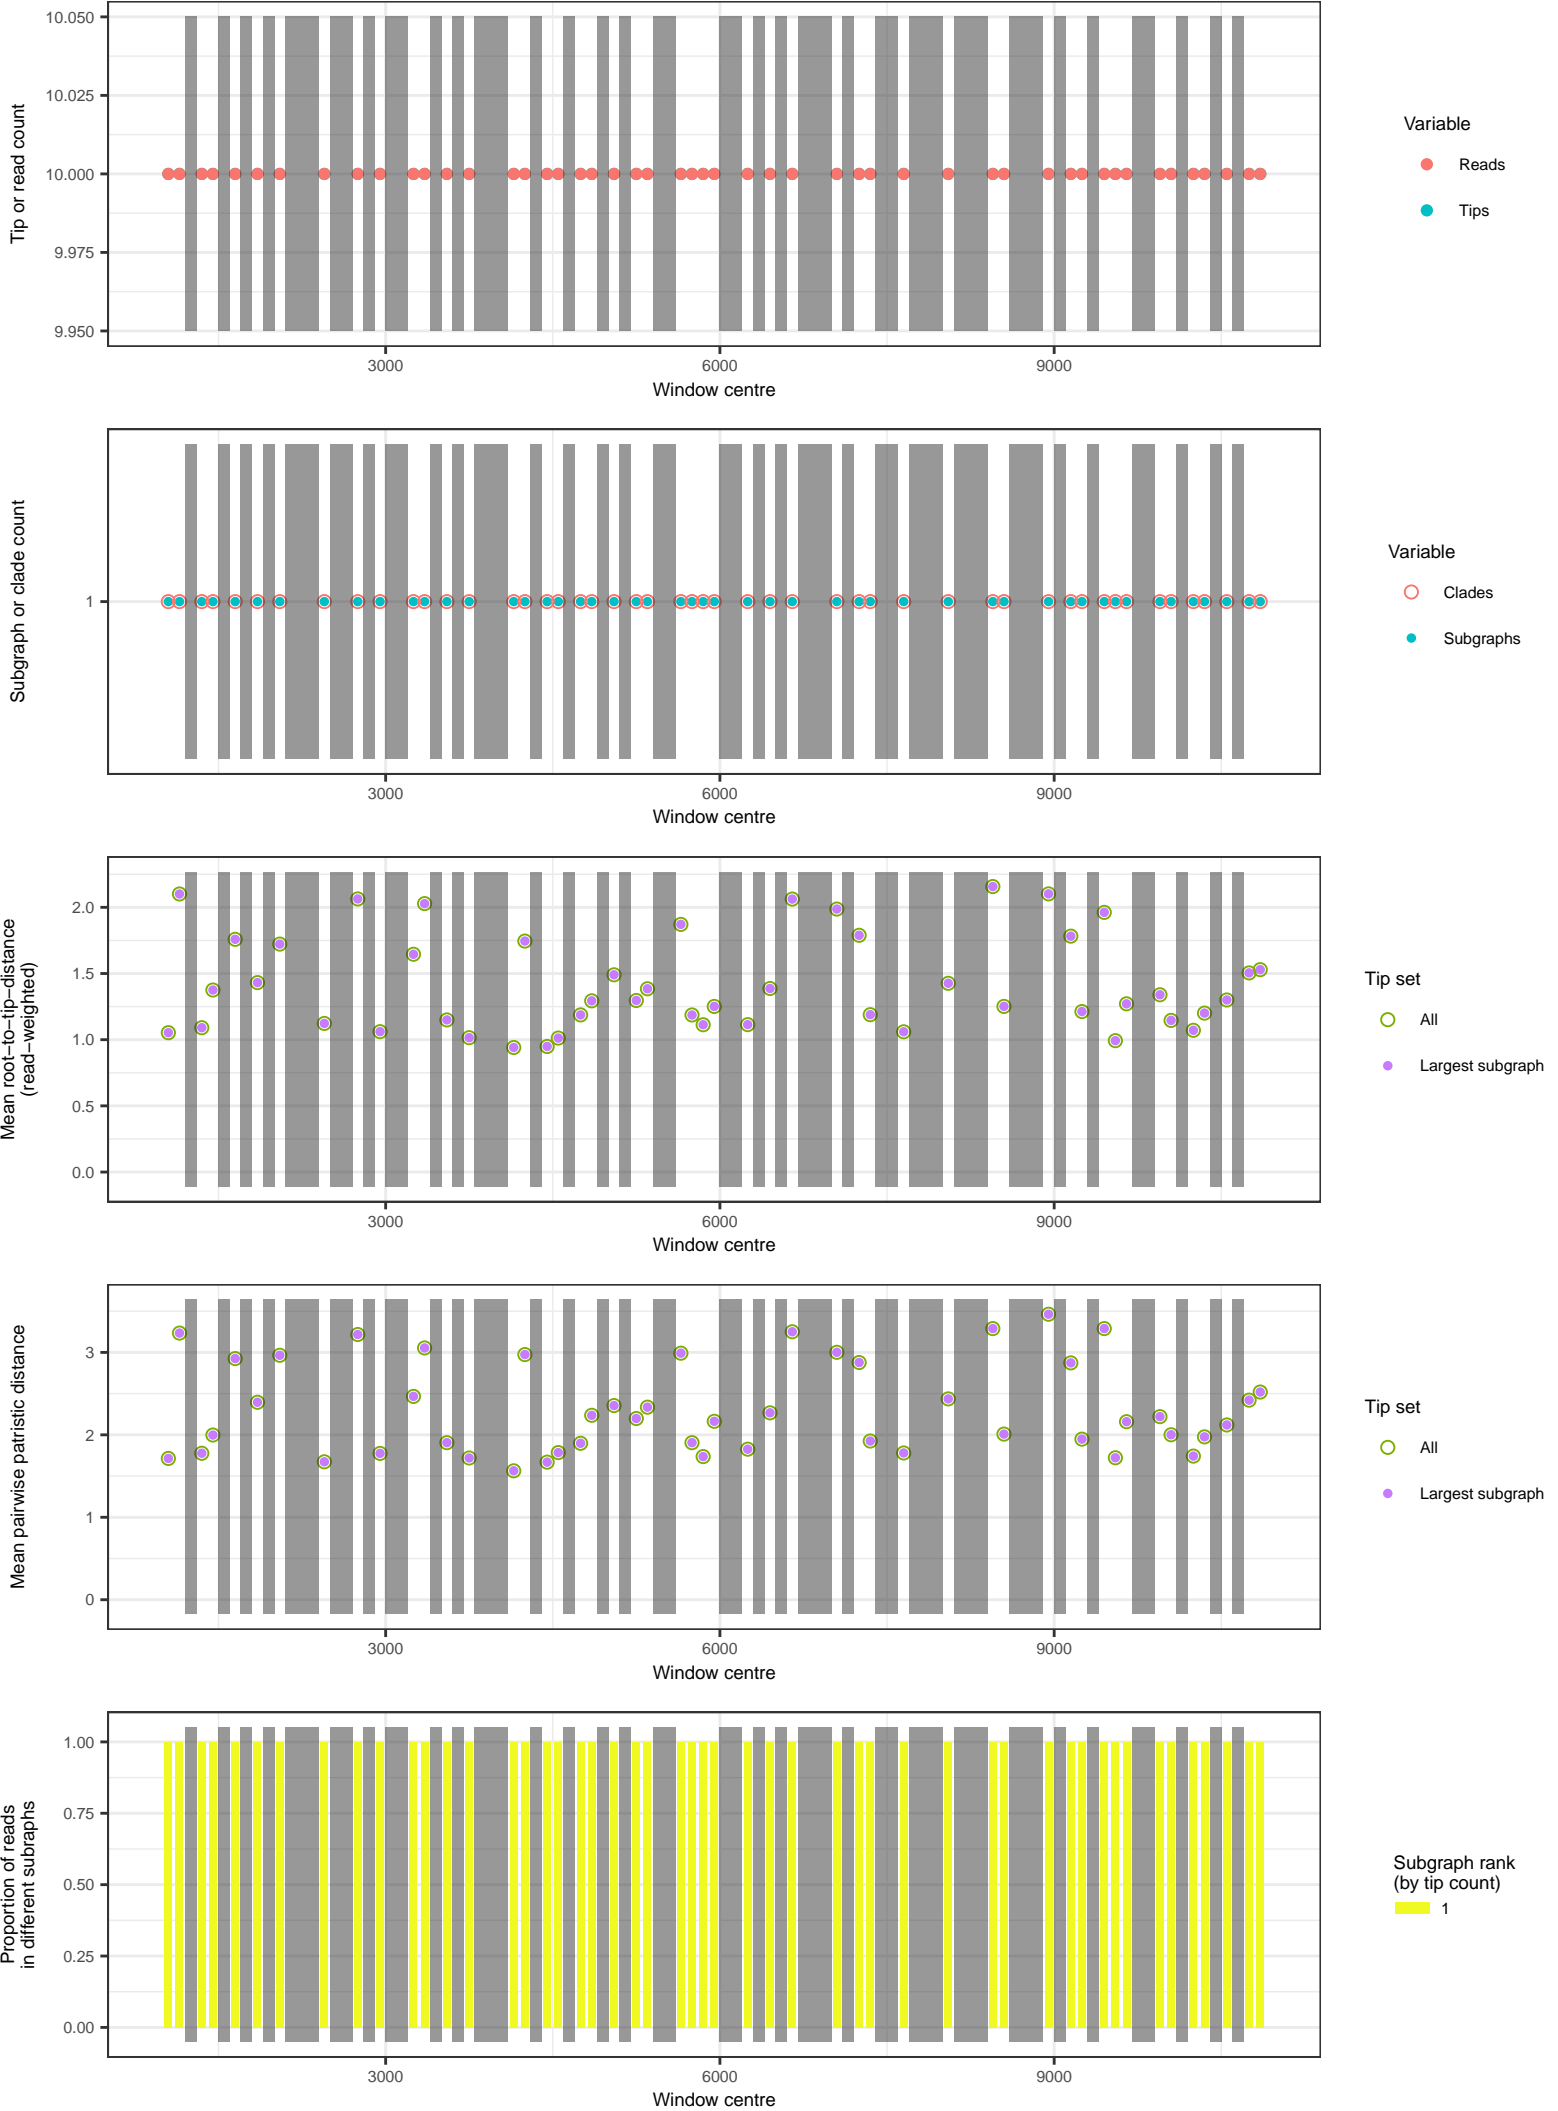 10.050
10.025
10.000
9.975
9.950
Tip or read count
3000
6000
9000
Window centre
Variable
Reads
Tips
1
Subgraph or clade count
3000
6000
9000
Window centre
Variable
Clades
Subgraphs
2.0
1.5
1.0
0.5
0.0
Mean root−to−tip−distance
(read−weighted)
3000
6000
9000
Window centre
Tip set
All
Largest subgraph
3
2
1
0
Mean pairwise patristic distance
3000
6000
9000
Window centre
Tip set
All
Largest subgraph
1.00
0.75
0.50
0.25
0.00
Proportion of reads
in different subraphs
3000
6000
9000
Window centre
Subgraph rank
(by tip count)
1